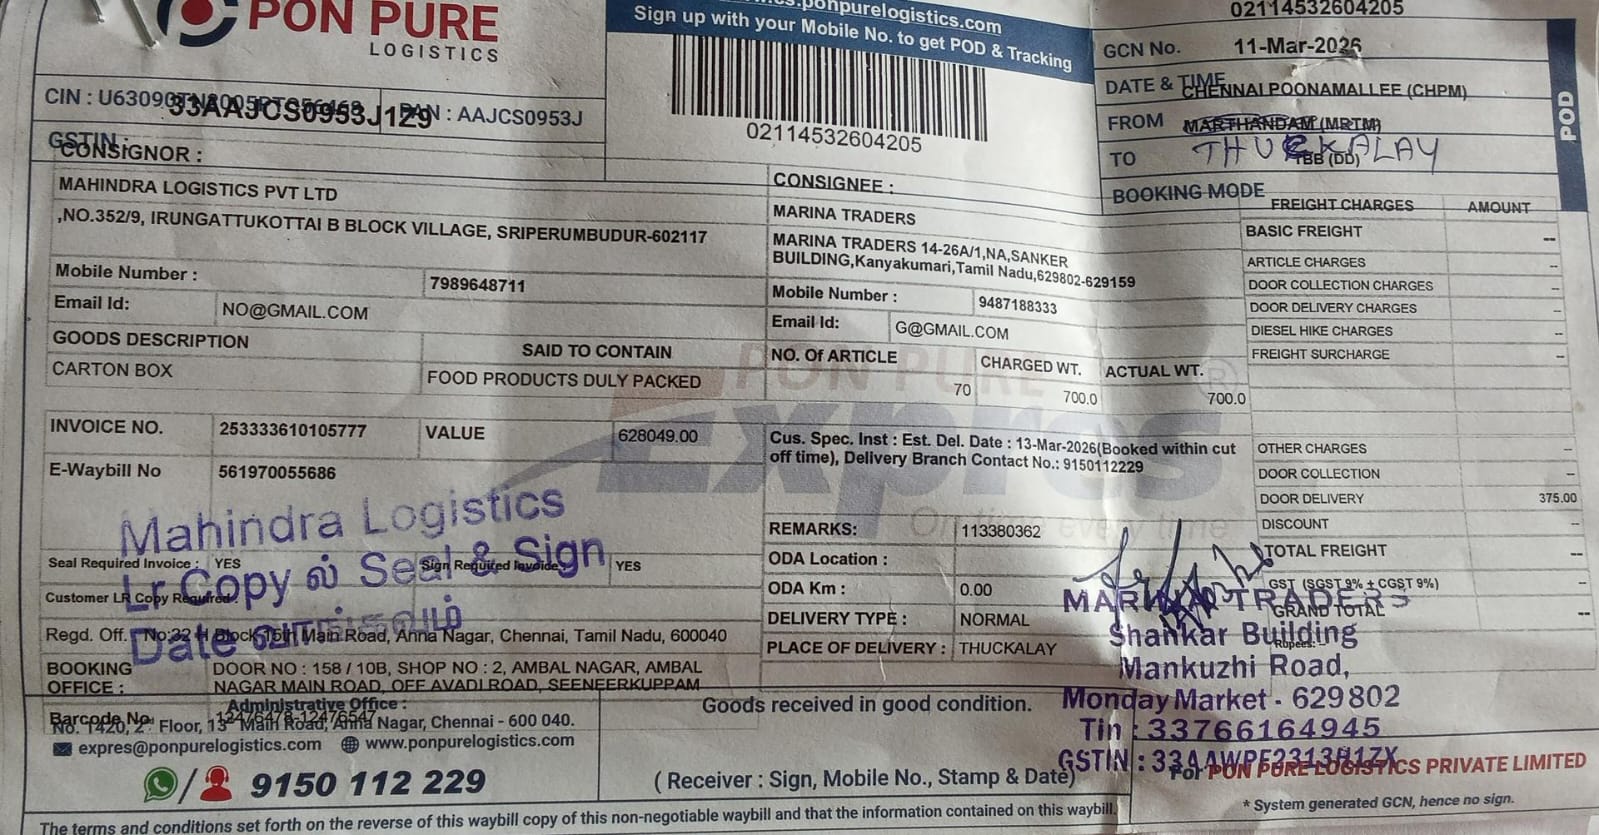 PON PURE
LOGISTICS
ponpurelogistics.com
Sign up with your Mobile No. to get POD & Tracking
02114532604205
02114532604205
GCN No.
11-Mar-2026
DATE & TIME
CHENNAI POONAMALLEE (CHPM)
FROM
MARTHANDAM (MRTM)
TO
THUCKALAY
TBB (DD)
BOOKING MODE
POD
CIN :
33AAJCS0953J1Z9
PAN : AAJCS0953J
GSTIN :
CONSIGNOR :
MAHINDRA LOGISTICS PVT LTD
,NO.352/9, IRUNGATTUKOTTAI B BLOCK VILLAGE, SRIPERUMBUDUR-602117
Mobile Number :
7989648711
Email Id:
NO@GMAIL.COM
CONSIGNEE :
MARINA TRADERS
MARINA TRADERS 14-26A/1,NA,SANKER
BUILDING,Kanyakumari,Tamil Nadu,629802-629159
Mobile Number :
9487188333
Email Id:
G@GMAIL.COM
FREIGHT CHARGES AMOUNT
BASIC FREIGHT --
ARTICLE CHARGES --
DOOR COLLECTION CHARGES --
DOOR DELIVERY CHARGES --
DIESEL HIKE CHARGES --
FREIGHT SURCHARGE --
GOODS DESCRIPTION
SAID TO CONTAIN
NO. Of ARTICLE
CHARGED WT.
ACTUAL WT.
CARTON BOX
FOOD PRODUCTS DULY PACKED
70
700.0
700.0
PON PURE
Expres
On time every time
INVOICE NO.
253333610105777
VALUE
628049.00
E-Waybill No
561970055686
Cus. Spec. Inst : Est. Del. Date : 13-Mar-2026(Booked within cut
off time), Delivery Branch Contact No.: 9150112229
OTHER CHARGES --
DOOR COLLECTION --
DOOR DELIVERY 375.00
DISCOUNT --
TOTAL FREIGHT --
GST (SGST 9% + CGST 9%) --
GRAND TOTAL --
Rupees: --
Mahindra Logistics
Lr Copy ல் Seal & Sign
Date வாங்கவும்
Seal Required Invoice : YES
Sign Required Invoice
YES
Customer LR Copy Required :
REMARKS:
113380362
ODA Location :
ODA Km :
0.00
DELIVERY TYPE :
NORMAL
PLACE OF DELIVERY :
THUCKALAY
Regd. Off. No:32 H Block 15th Main Road, Anna Nagar, Chennai, Tamil Nadu, 600040
BOOKING
OFFICE :
DOOR NO : 158 / 10B, SHOP NO : 2, AMBAL NAGAR, AMBAL
NAGAR MAIN ROAD, OFF AVADI ROAD, SEENEERKUPPAM
Barcode No
12476478-12476547
Administrative Office :
No. 1420, 2nd Floor, 13th Main Road, Anna Nagar, Chennai - 600 040.
expres@ponpurelogistics.com
www.ponpurelogistics.com
/ 9150 112 229
Goods received in good condition.
( Receiver : Sign, Mobile No., Stamp & Date)
MARINA TRADERS
Shankar Building
Mankuzhi Road,
Monday Market - 629802
Tin : 33766164945
GSTIN :
For PON PURE LOGISTICS PRIVATE LIMITED
* System generated GCN, hence no sign.
The terms and conditions set forth on the reverse of this waybill copy of this non-negotiable waybill and that the information contained on this waybill